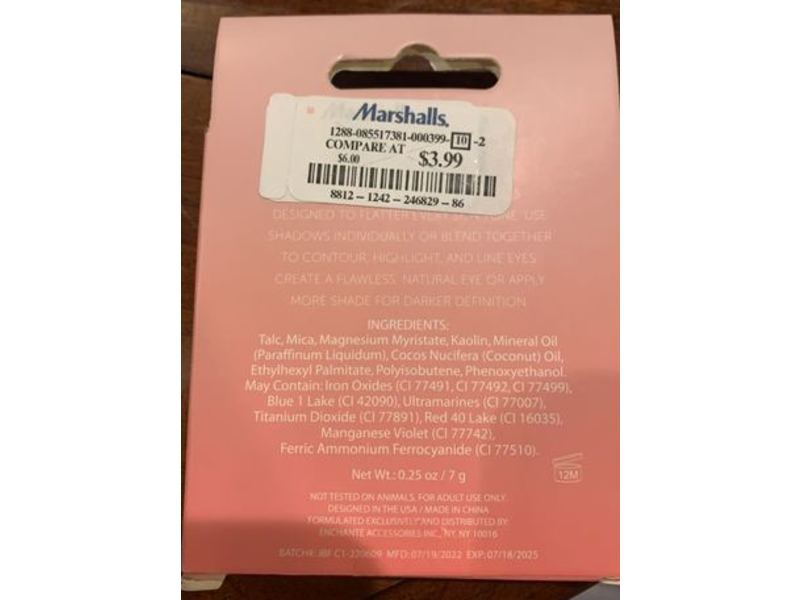 Marshalls.
1288-085517381-000399-10-2
COMPARE AT
$6.00 $3.99
8812-1242-246829-86
DESIGNED TO FLATTER EVERY SKIN TONE. USE
SHADOWS INDIVIDUALLY OR BLEND TOGETHER
TO CONTOUR, HIGHLIGHT, AND LINE EYES.
CREATE A FLAWLESS, NATURAL EYE OR APPLY
MORE SHADE FOR DARKER DEFINITION.
INGREDIENTS:
Talc, Mica, Magnesium Myristate, Kaolin, Mineral Oil
(Paraffinum Liquidum), Cocos Nucifera (Coconut) Oil,
Ethylhexyl Palmitate, Polyisobutene, Phenoxyethanol.
May Contain: Iron Oxides (CI 77491, CI 77492, CI 77499),
Blue 1 Lake (CI 42090), Ultramarines (CI 77007),
Titanium Dioxide (CI 77891), Red 40 Lake (CI 16035),
Manganese Violet (CI 77742),
Ferric Ammonium Ferrocyanide (CI 77510).
Net Wt.: 0.25 oz / 7 g
12M
NOT TESTED ON ANIMALS. FOR ADULT USE ONLY.
DESIGNED IN THE USA / MADE IN CHINA
FORMULATED EXCLUSIVELY AND DISTRIBUTED BY:
ENCHANTE ACCESSORIES INC., NY, NY 10016
BATCH#: JBF C1-220609 MFD: 07/19/2022 EXP: 07/18/2025